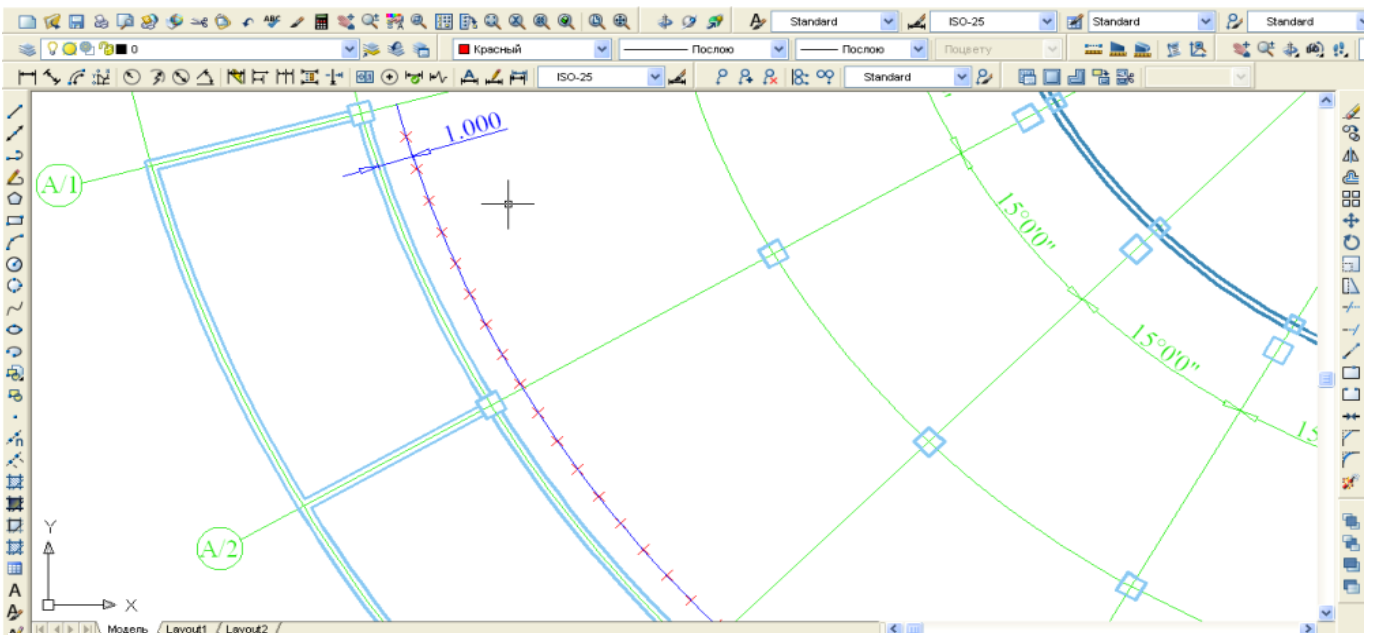 Standard ISO-25 Standard Standard
0 Красный Послою Послою Поцвету
ISO-25 Standard
1.000
A/1
15°0'0"
15°0'0"
15
A/2
Y
X
Модель Layout1 Layout2